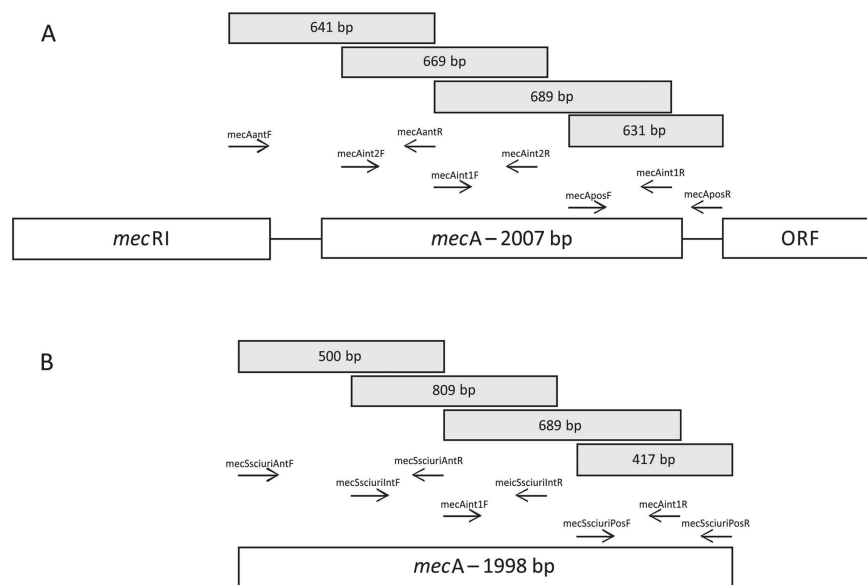 A
641 bp
669 bp
689 bp
631 bp
mecAantF
mecAantR
mecAint2F
mecAint2R
mecAint1F
mecAint1R
mecAposF
mecAposR
mecRI
mecA – 2007 bp
ORF
B
500 bp
809 bp
689 bp
417 bp
mecSsciuriAntF
mecSsciuriAntR
mecSsciuriIntF
meicSsciuriIntR
mecAint1F
mecAint1R
mecSsciuriPosF
mecSsciuriPosR
mecA – 1998 bp